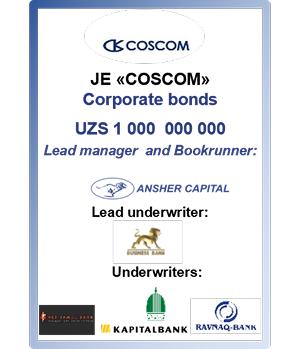 COSCOM
JE «COSCOM»
Corporate bonds
UZS 1 000 000 000
Lead manager and Bookrunner:
ANSHER CAPITAL
Lead underwriter:
BUSINESS BANK
Underwriters:
KAPITALBANK
RAVNAQ-BANK